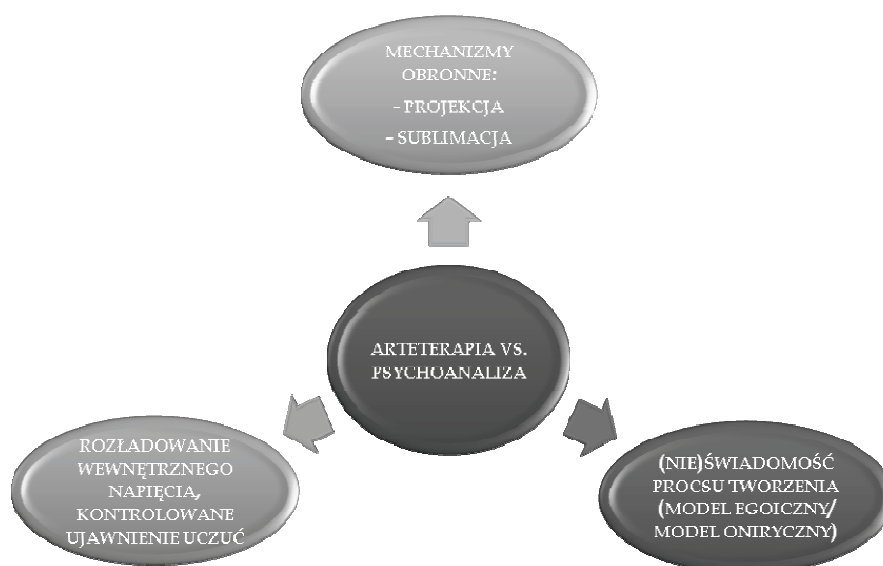 MECHANIZMY
OBRONNE:
- PROJEKCJA
- SUBLIMACJA
ARTETERAPIA VS.
PSYCHOANALIZA
ROZŁADOWANIE
WEWNĘTRZNEGO
NAPIĘCIA,
KONTROLOWANE
UJAWNIENIE UCZUĆ
(NIE)ŚWIADOMOŚĆ
PROCSU TWORZENIA
(MODEL EGOICZNY/
MODEL ONIRYCZNY)